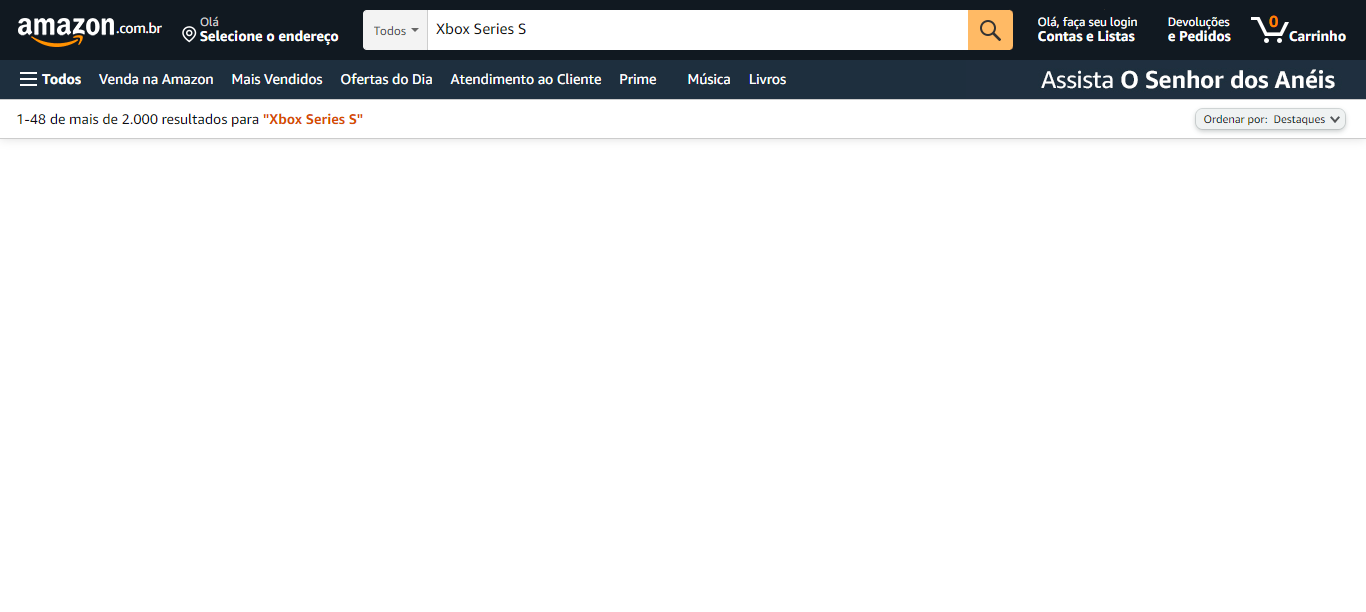 amazon.com.br
Olá
Selecione o endereço
Todos
Xbox Series S
Olá, faça seu login
Contas e Listas
Devoluções
e Pedidos
0
Carrinho
Todos Venda na Amazon Mais Vendidos Ofertas do Dia Atendimento ao Cliente Prime Música Livros
Assista O Senhor dos Anéis
1-48 de mais de 2.000 resultados para "Xbox Series S"
Ordenar por: Destaques